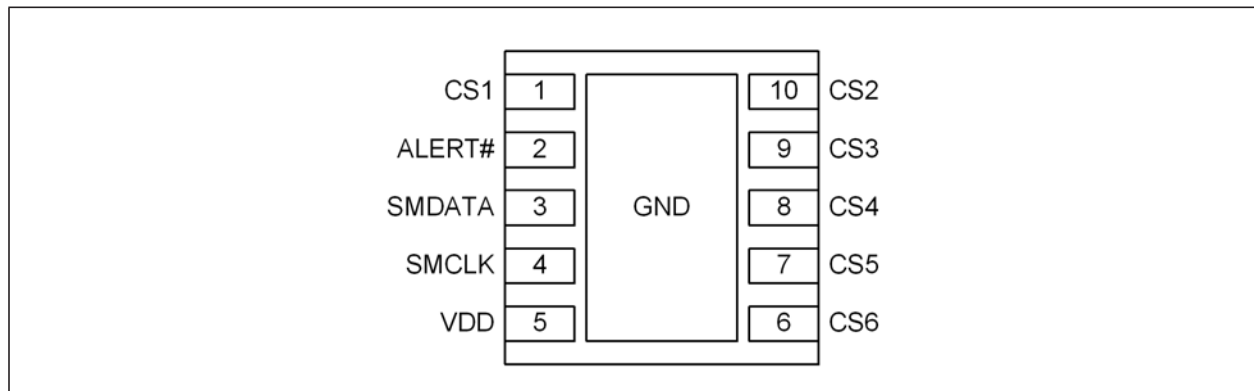 CS1 1 10 CS2
ALERT# 2 9 CS3
SMDATA 3 GND 8 CS4
SMCLK 4 7 CS5
VDD 5 6 CS6